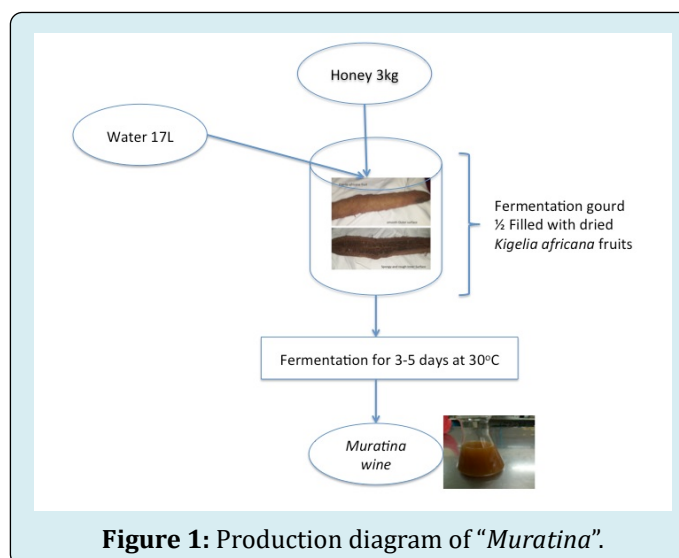 Honey 3kg
Water 17L
Fermentation gourd
½ Filled with dried
Kigelia africana fruits
Fermentation for 3-5 days at 30°C
Muratina
wine
Figure 1: Production diagram of “Muratina”.